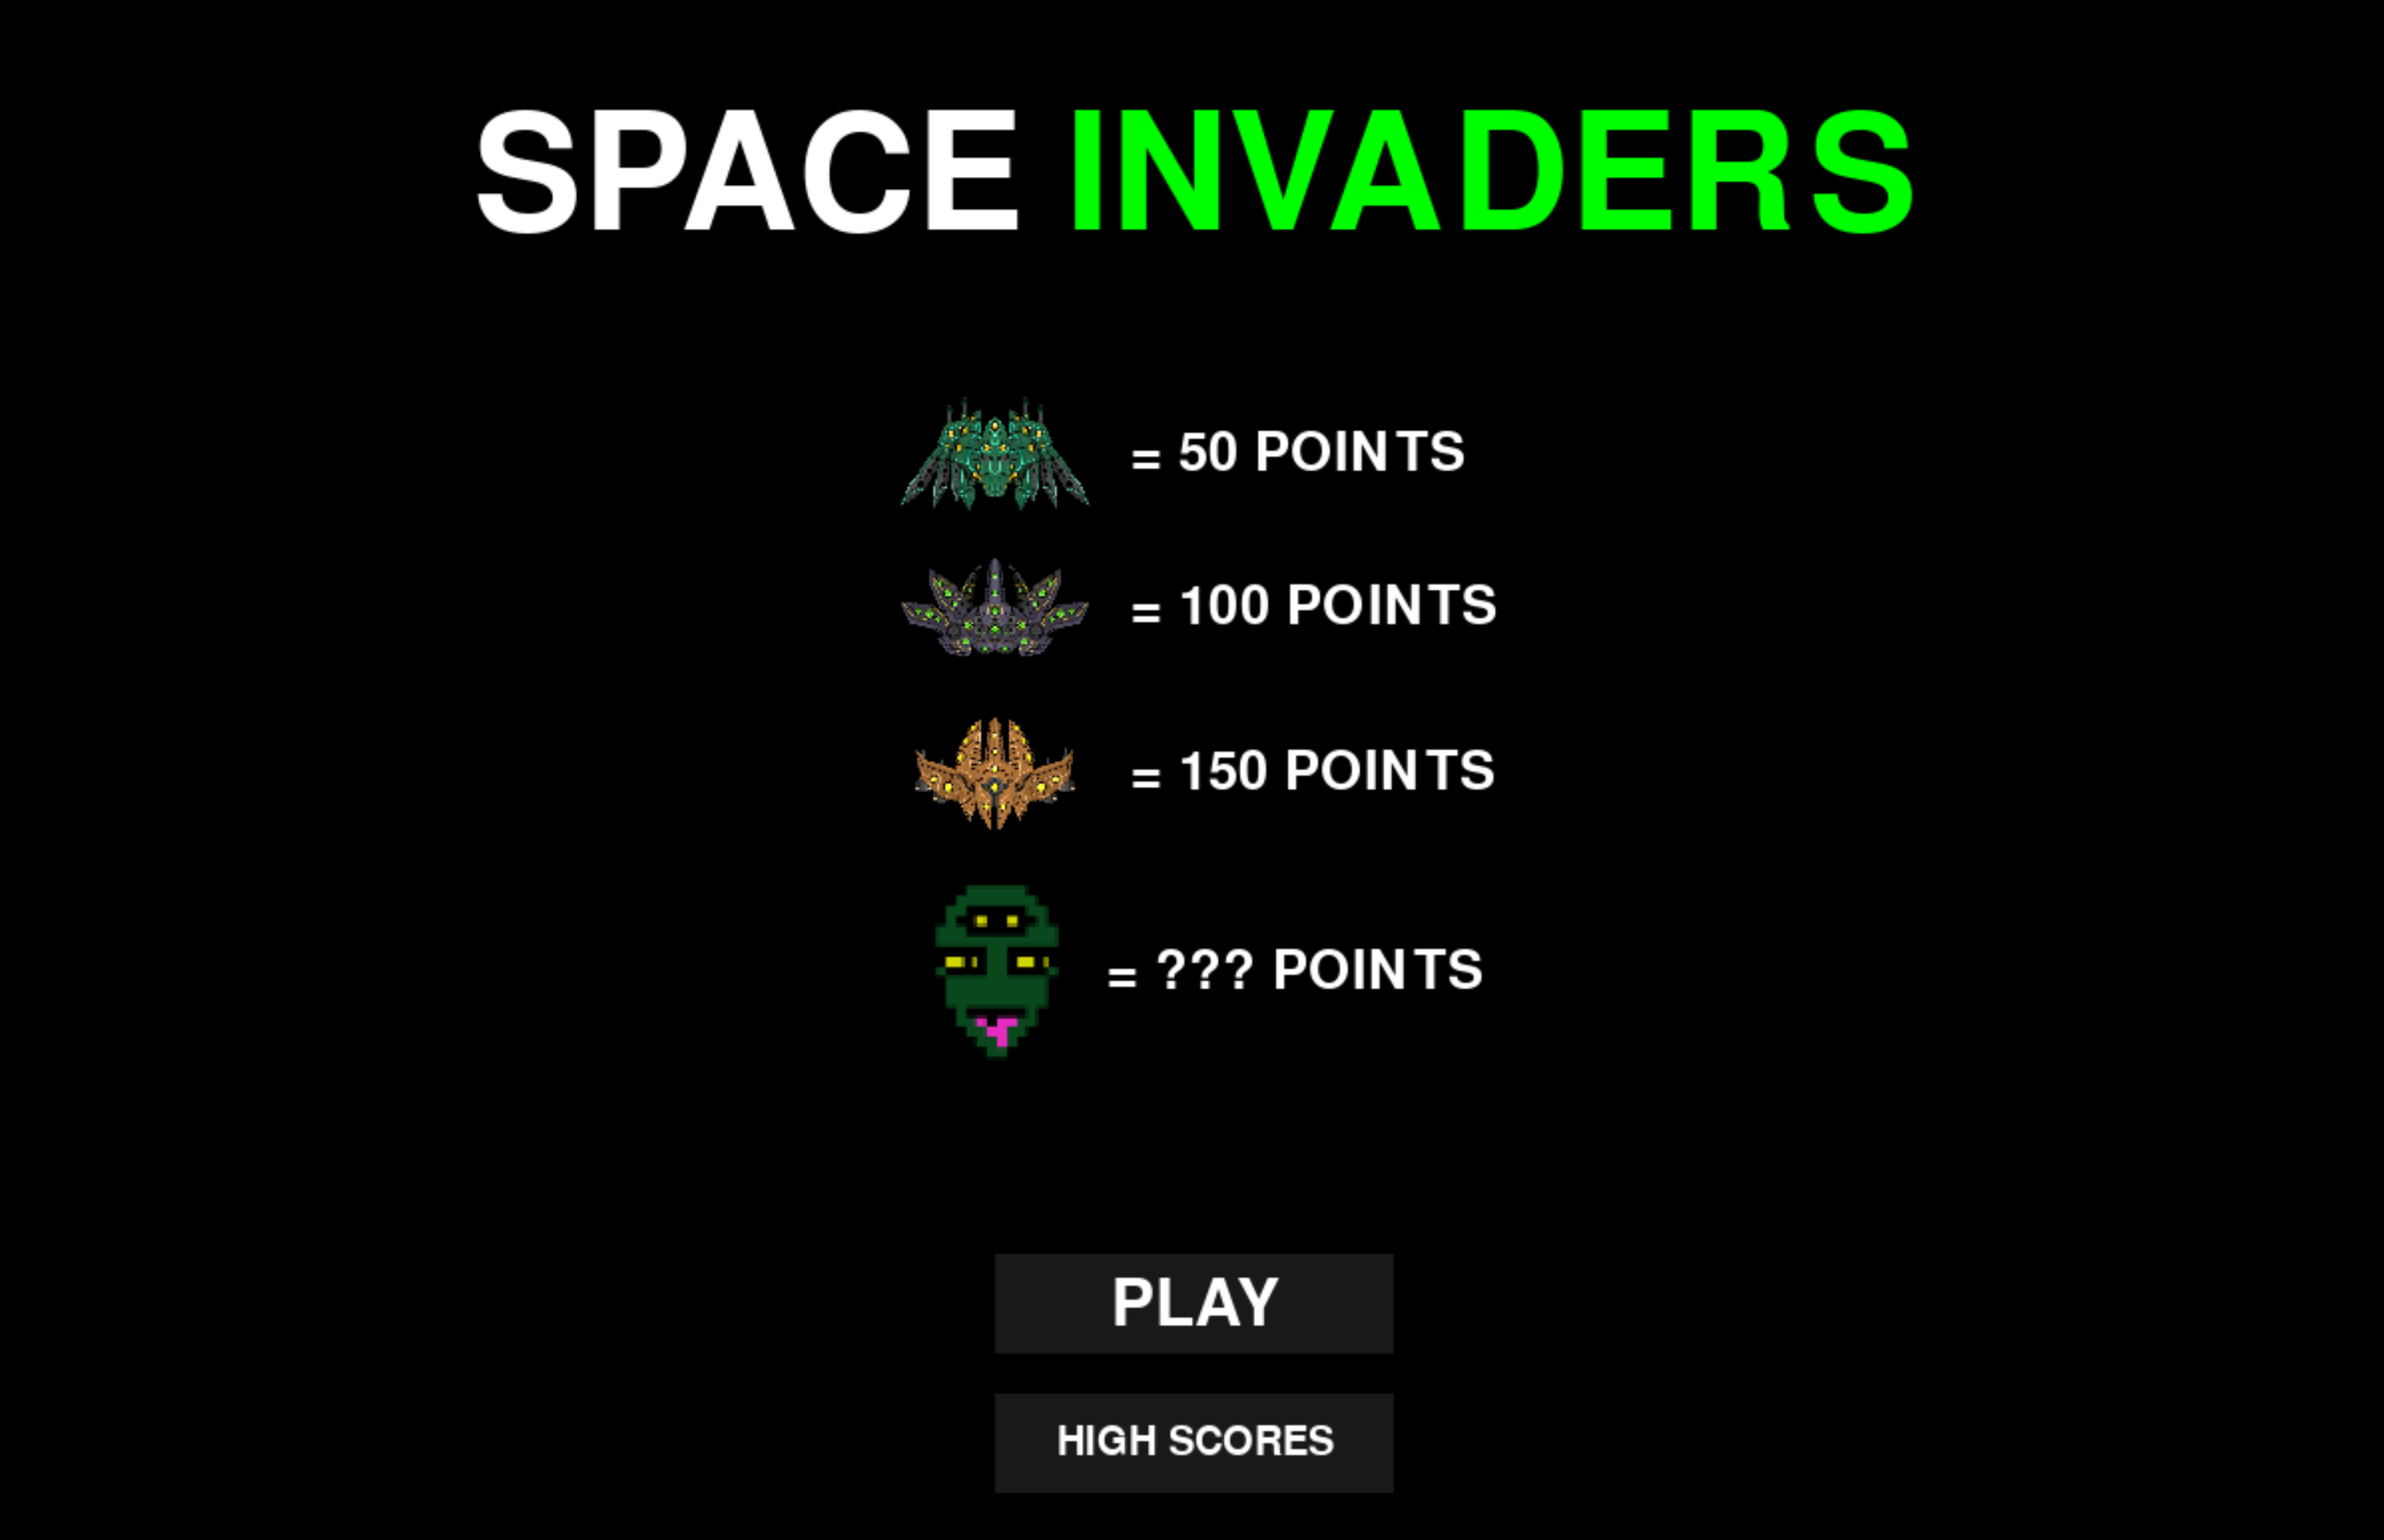 SPACE INVADERS
= 50 POINTS
= 100 POINTS
= 150 POINTS
= ??? POINTS
PLAY
HIGH SCORES